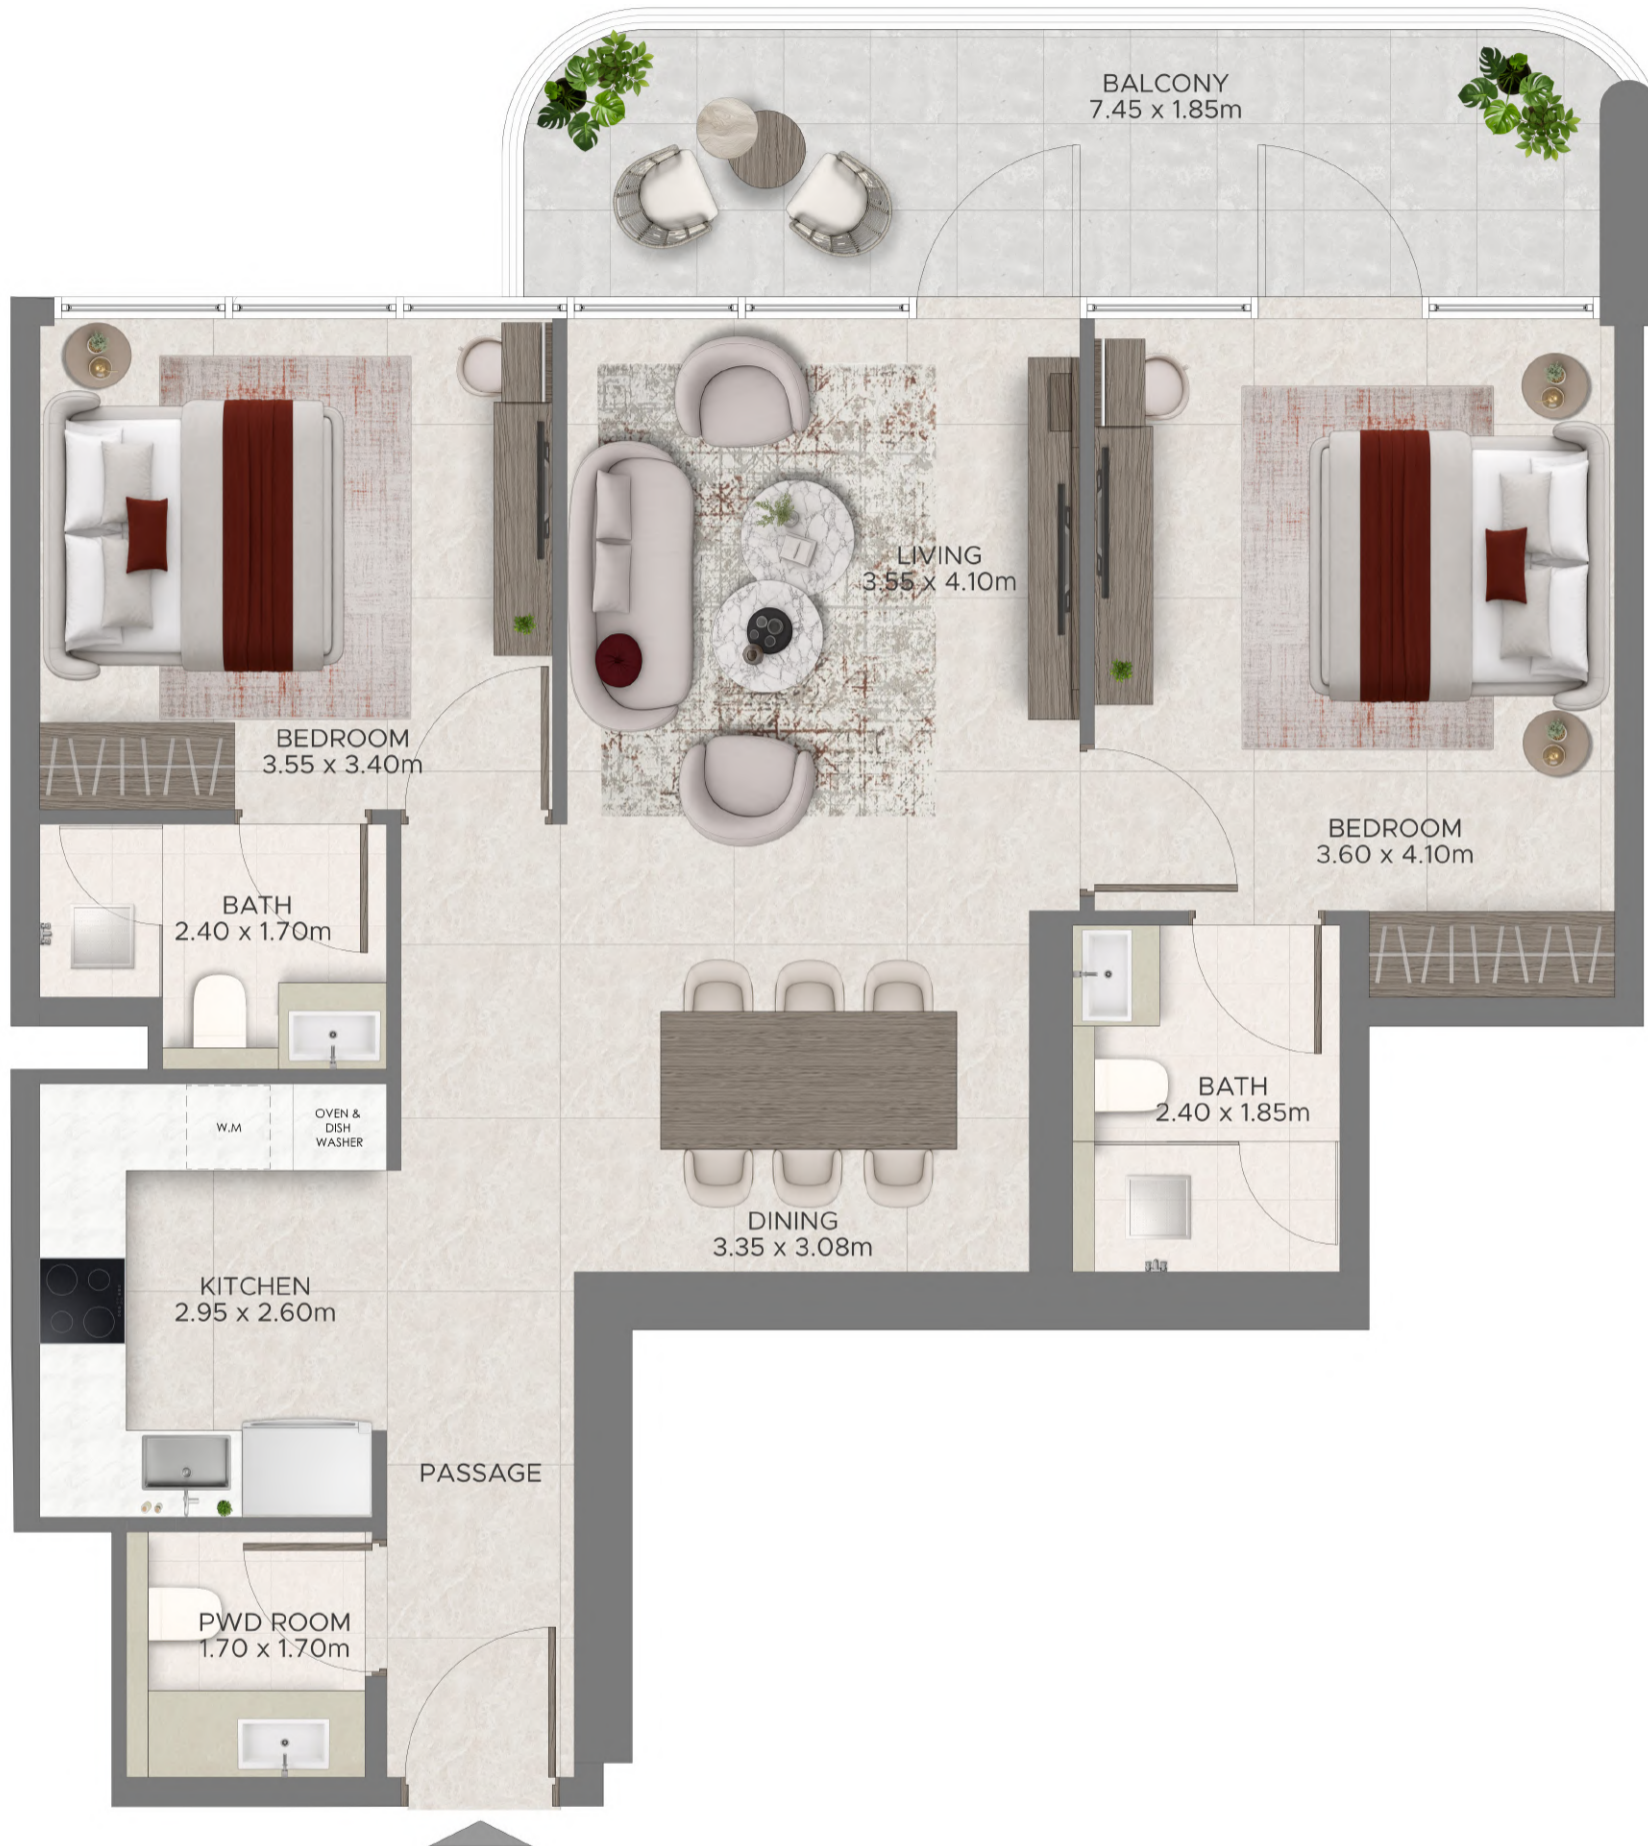 BALCONY
7.45 x 1.85m
LIVING
3.55 x 4.10m
BEDROOM
3.55 x 3.40m
BEDROOM
3.60 x 4.10m
BATH
2.40 x 1.70m
BATH
2.40 x 1.85m
W.M
OVEN &
DISH
WASHER
DINING
3.35 x 3.08m
KITCHEN
2.95 x 2.60m
PASSAGE
PWD ROOM
1.70 x 1.70m